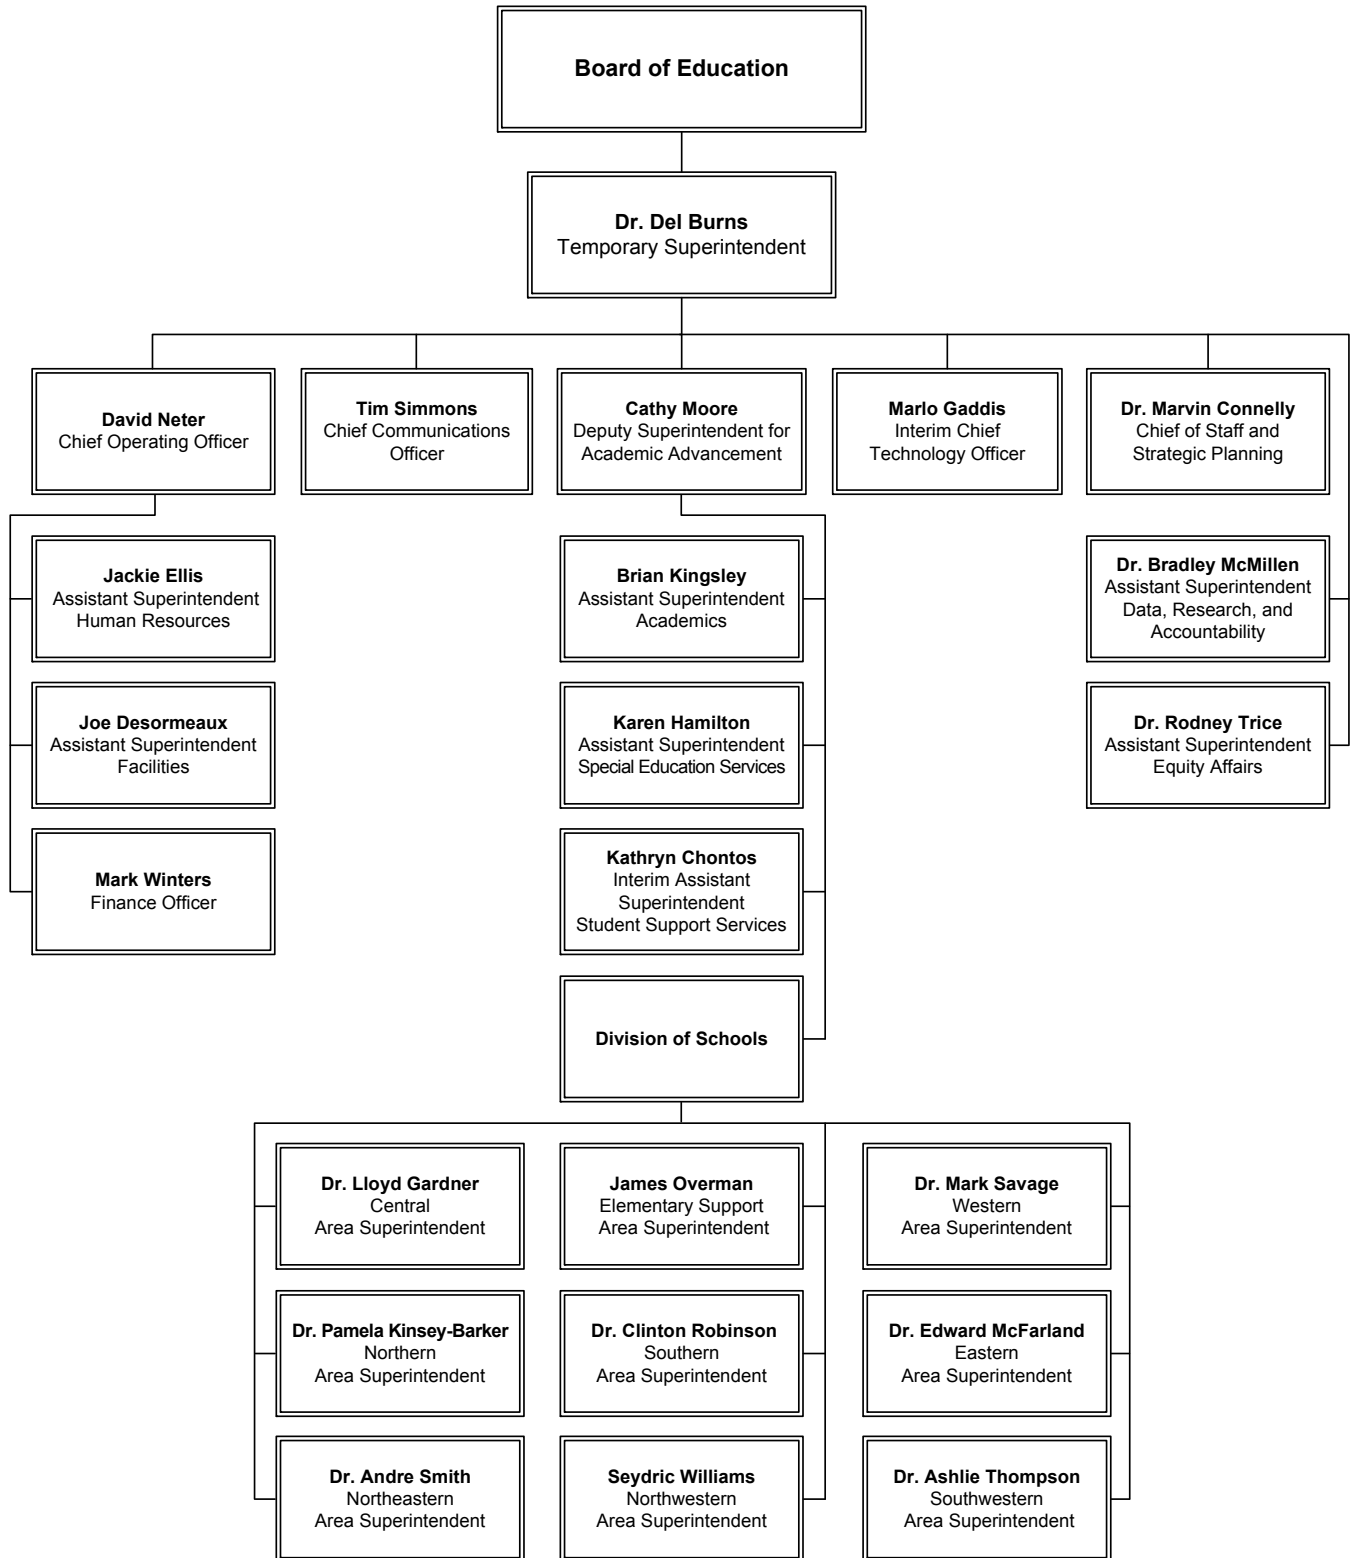 Board of Education
Dr. Del Burns
Temporary Superintendent
David Neter
Chief Operating Officer
Tim Simmons
Chief Communications
Officer
Cathy Moore
Deputy Superintendent for
Academic Advancement
Marlo Gaddis
Interim Chief
Technology Officer
Dr. Marvin Connelly
Chief of Staff and
Strategic Planning
Jackie Ellis
Assistant Superintendent
Human Resources
Brian Kingsley
Assistant Superintendent
Academics
Dr. Bradley McMillen
Assistant Superintendent
Data, Research, and
Accountability
Joe Desormeaux
Assistant Superintendent
Facilities
Karen Hamilton
Assistant Superintendent
Special Education Services
Dr. Rodney Trice
Assistant Superintendent
Equity Affairs
Mark Winters
Finance Officer
Kathryn Chontos
Interim Assistant
Superintendent
Student Support Services
Division of Schools
Dr. Lloyd Gardner
Central
Area Superintendent
James Overman
Elementary Support
Area Superintendent
Dr. Mark Savage
Western
Area Superintendent
Dr. Pamela Kinsey-Barker
Northern
Area Superintendent
Dr. Clinton Robinson
Southern
Area Superintendent
Dr. Edward McFarland
Eastern
Area Superintendent
Dr. Andre Smith
Northeastern
Area Superintendent
Seydric Williams
Northwestern
Area Superintendent
Dr. Ashlie Thompson
Southwestern
Area Superintendent